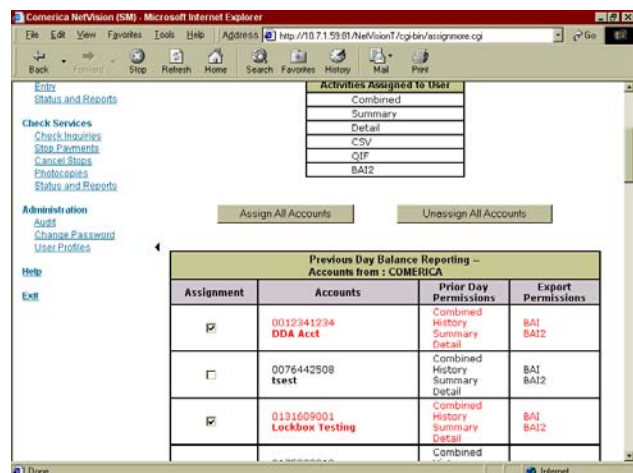 Comerica NetVision (SM) - Microsoft Internet Explorer
File Edit View Favorites Tools Help Address http://10.7.1.59:81/NetVisionT/cgi-bin/assignmore.cgi Go
Back Forward Stop Refresh Home Search Favorites History Mail Print
Entry
Status and Reports
Check Services
Check Inquiries
Stop Payments
Cancel Stops
Photocopies
Status and Reports
Administration
Audit
Change Password
User Profiles
Help
Exit
Activities Assigned to User
Combined
Summary
Detail
CSV
QIF
BAI2
Assign All Accounts Unassign All Accounts
Previous Day Balance Reporting --
Accounts from : COMERICA
Assignment Accounts Prior Day Permissions Export Permissions
0012341234
DDA Acct
Combined
History
Summary
Detail
BAI
BAI2
0076442508
tsest
Combined
History
Summary
Detail
BAI
BAI2
0131609001
Lockbox Testing
Combined
History
Summary
Detail
BAI
BAI2
Combined
Done Internet